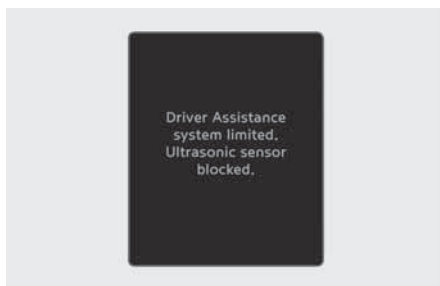 Driver Assistance
system limited.
Ultrasonic sensor
blocked.